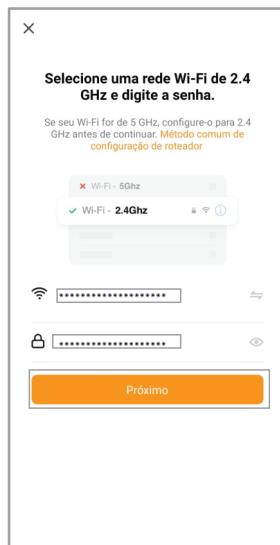 Selecione uma rede Wi-Fi de 2.4
GHz e digite a senha.
Se seu Wi-Fi for de 5 GHz, configure-o para 2.4
GHz antes de continuar. Método comum de
configuração de roteador
Wi-Fi - 5Ghz
Wi-Fi - 2.4Ghz
••••••••••••••••••••
••••••••••••••••••••
Próximo